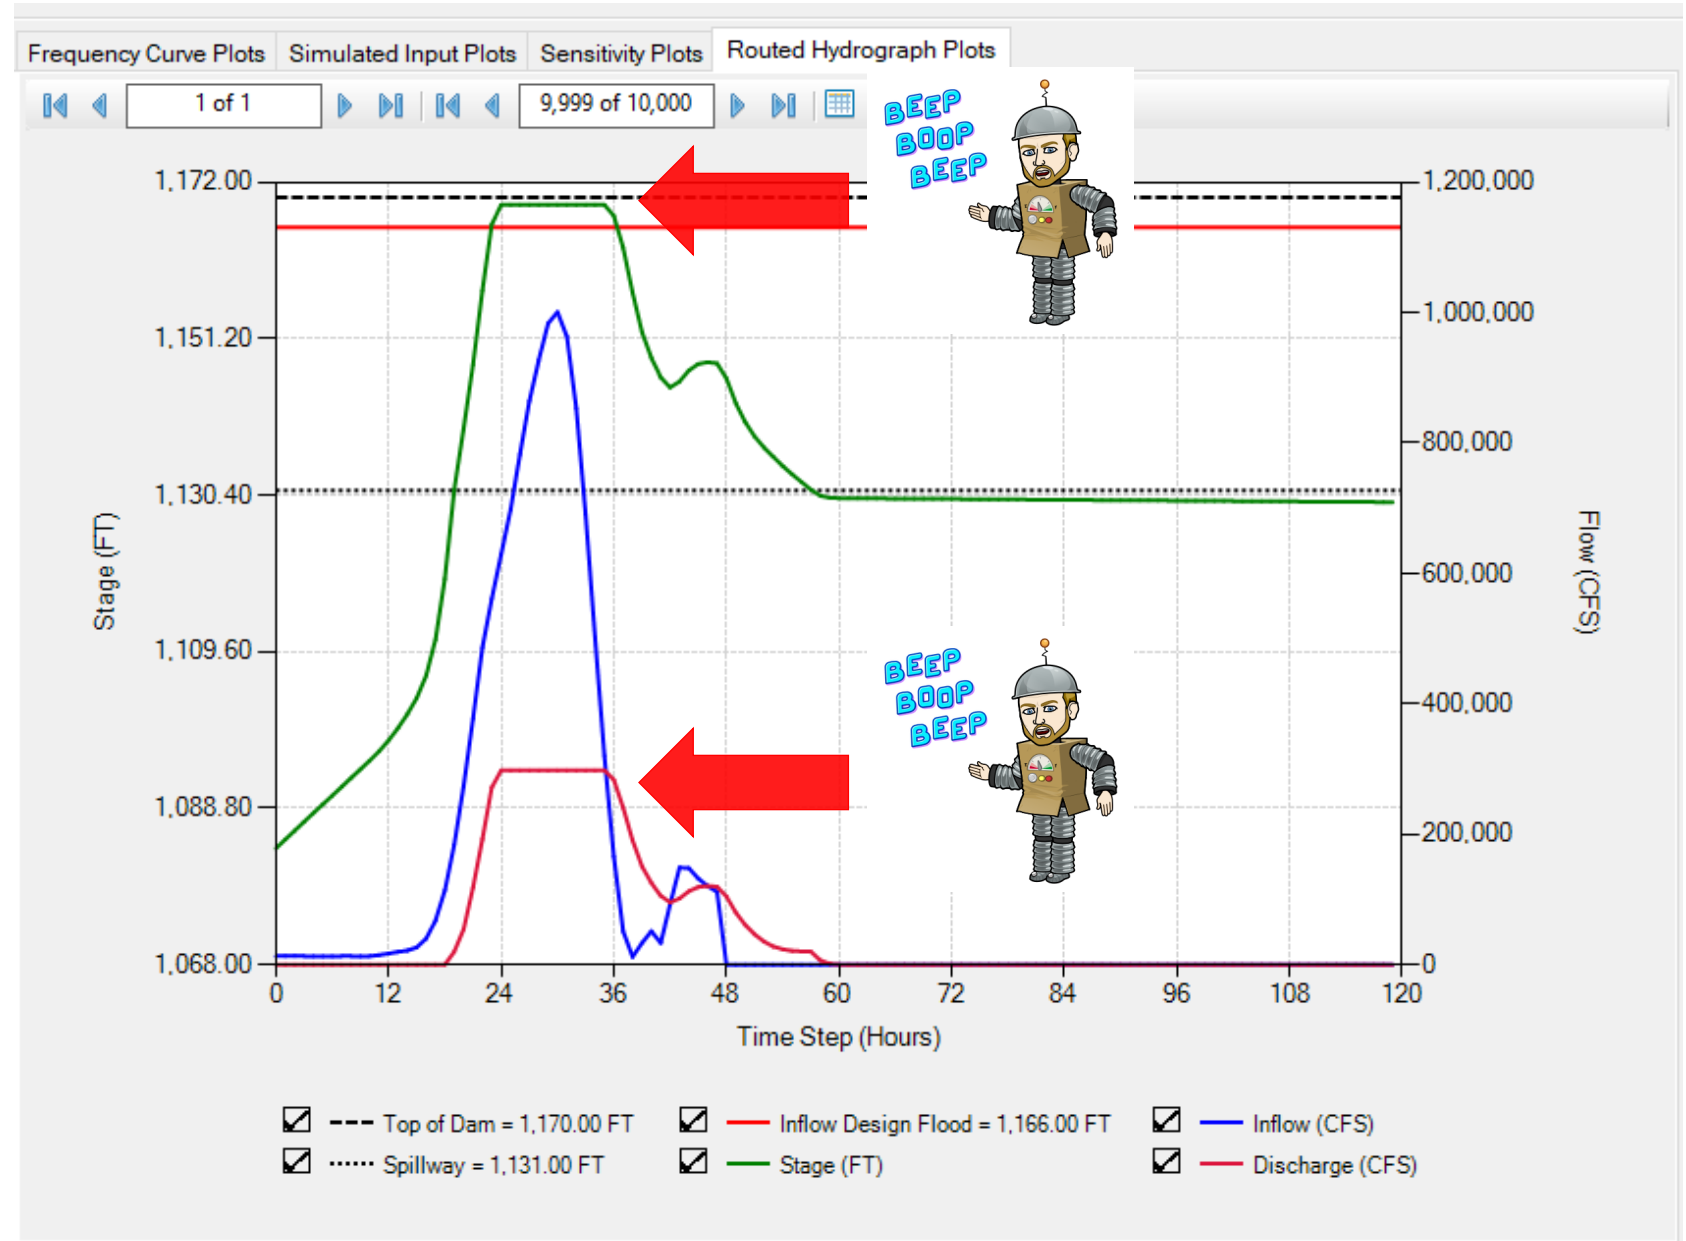 Frequency Curve Plots Simulated Input Plots Sensitivity Plots Routed Hydrograph Plots
1 of 1 9,999 of 10,000
BEEP
BOOP
BEEP
1,172.00
1,151.20
1,130.40
1,109.60
1,088.80
1,068.00
Stage (FT)
1,200,000
1,000,000
800,000
600,000
400,000
200,000
0
Flow (CFS)
BEEP
BOOP
BEEP
0 12 24 36 48 60 72 84 96 108 120
Time Step (Hours)
Top of Dam = 1,170.00 FT Inflow Design Flood = 1,166.00 FT Inflow (CFS)
Spillway = 1,131.00 FT Stage (FT) Discharge (CFS)